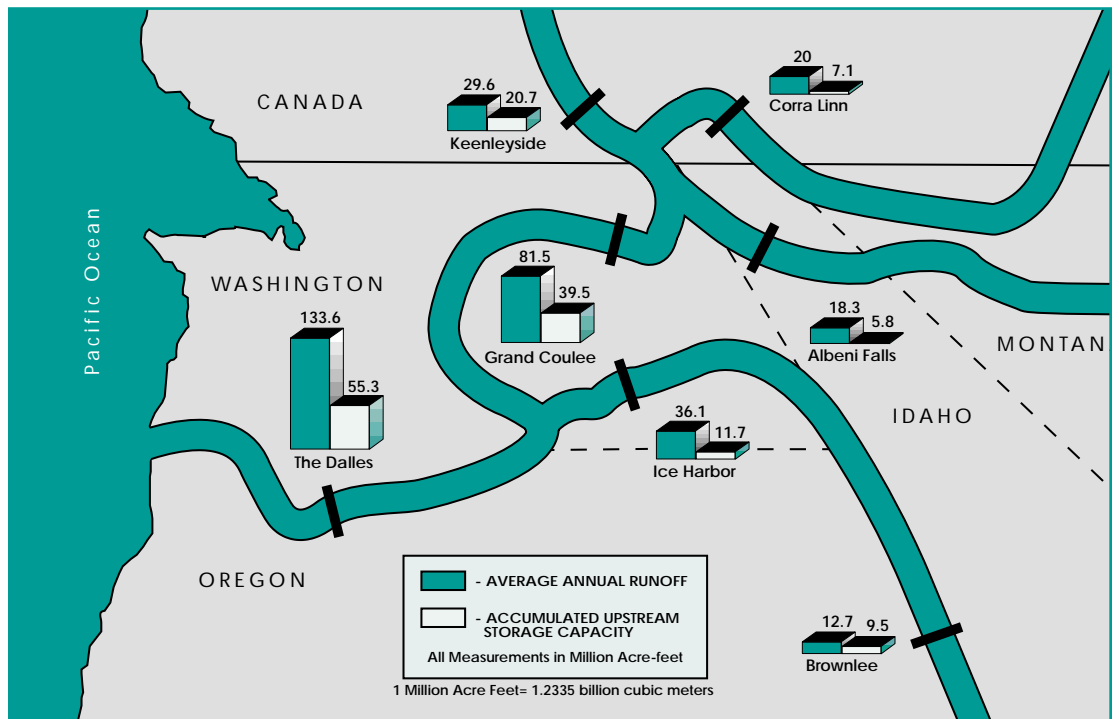 CANADA
29.6 20.7
Keenleyside
20 7.1
Corra Linn
Pacific Ocean
WASHINGTON
81.5 39.5
Grand Coulee
133.6 55.3
The Dalles
18.3 5.8
Albeni Falls
MONTAN
IDAHO
36.1 11.7
Ice Harbor
OREGON
- AVERAGE ANNUAL RUNOFF
- ACCUMULATED UPSTREAM
STORAGE CAPACITY
All Measurements in Million Acre-feet
1 Million Acre Feet= 1.2335 billion cubic meters
12.7 9.5
Brownlee